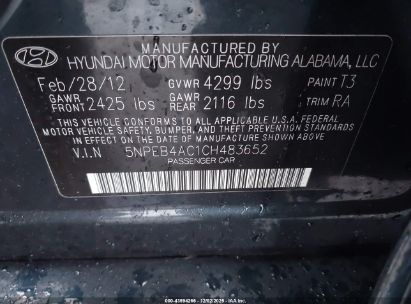 MANUFACTURED BY
HYUNDAI MOTOR MANUFACTURING ALABAMA, LLC
Feb/28/12 GVWR 4299 lbs PAINT T3
GAWR FRONT 2425 lbs GAWR REAR 2116 lbs TRIM RA
THIS VEHICLE CONFORMS TO ALL APPLICABLE U.S.A. FEDERAL
MOTOR VEHICLE SAFETY, BUMPER, AND THEFT PREVENTION
STANDARDS IN EFFECT ON THE DATE OF MANUFACTURE SHOWN ABOVE.
V.I.N 5NPEB4AC1CH483652
PASSENGER CAR